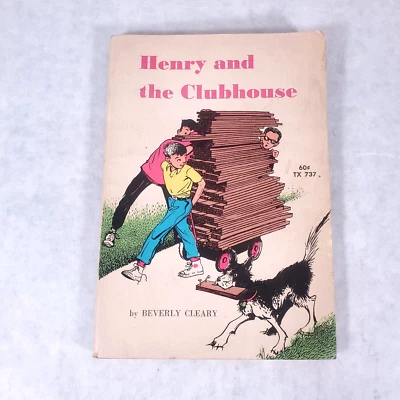 Henry and
the Clubhouse
60¢
TX 737
by BEVERLY CLEARY